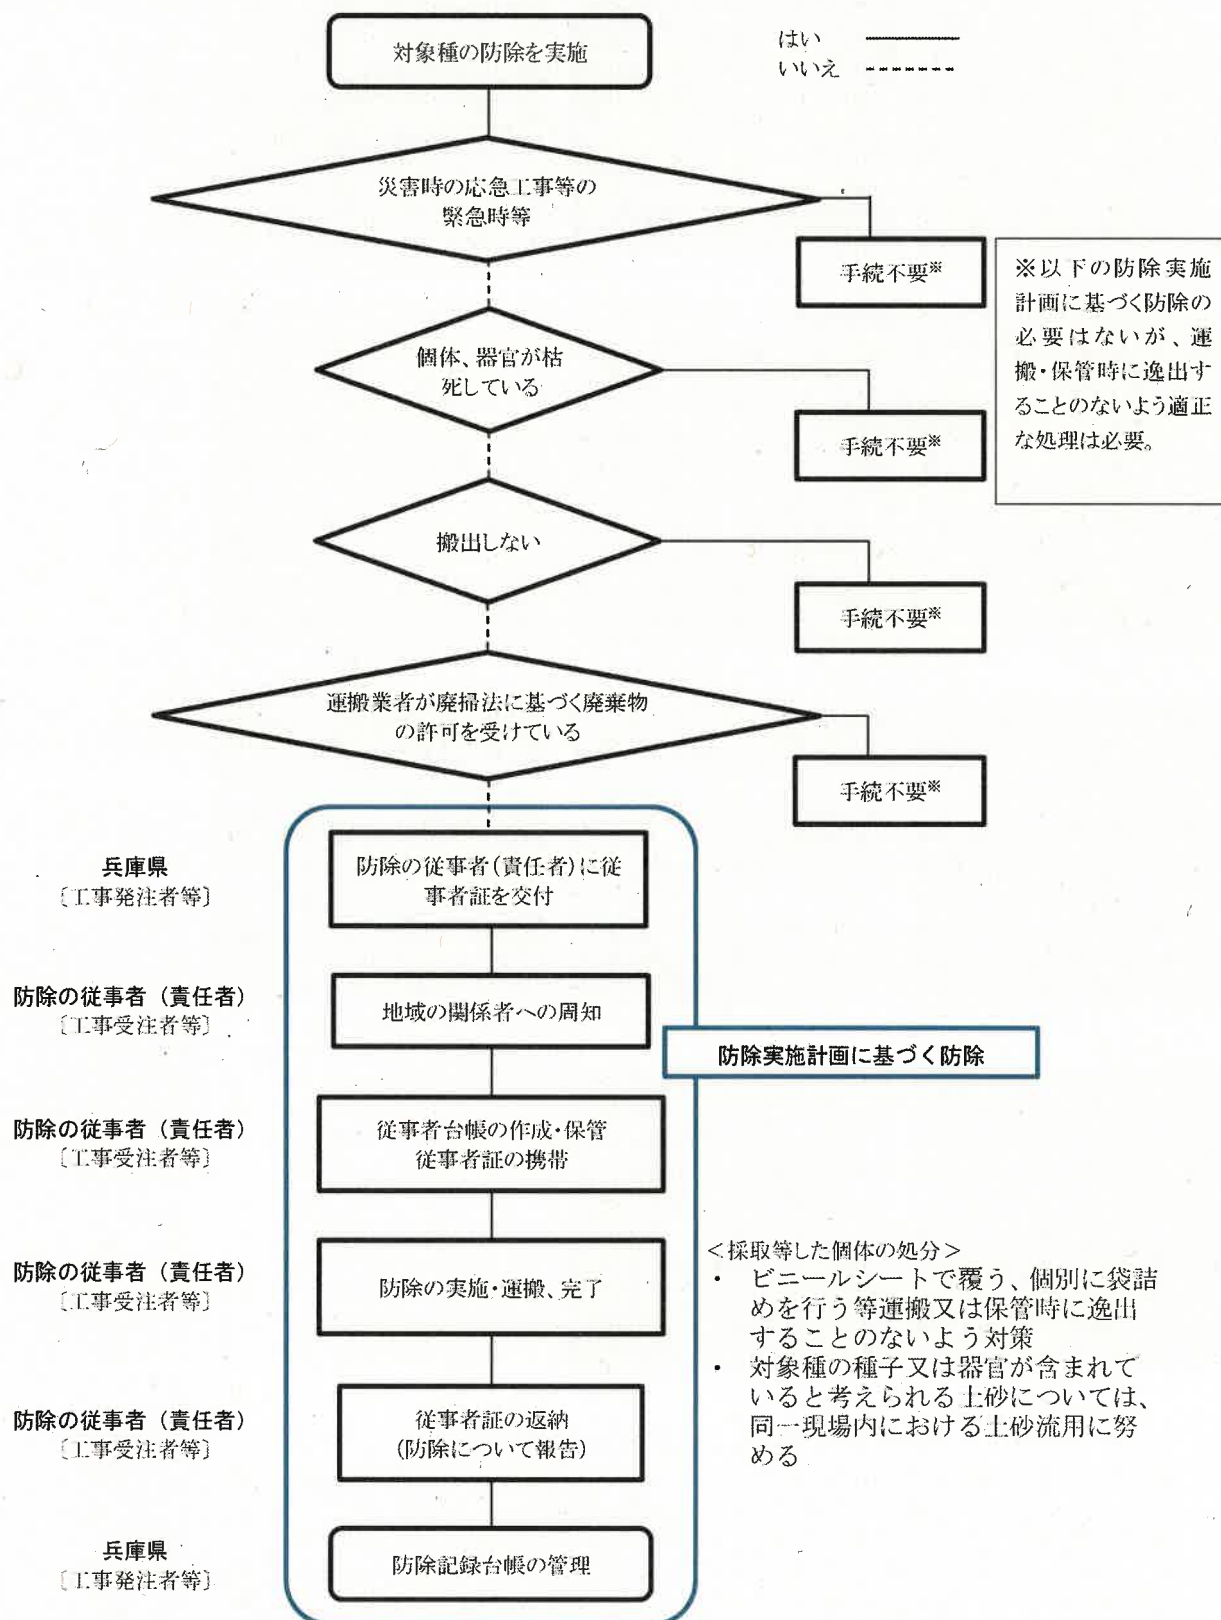 対象種の防除を実施
はい
いいえ
災害時の応急工事等の
緊急時等
手続不要※
※以下の防除実施
計画に基づく防除の
必要はないが、運
搬・保管時に逸出す
ることのないよう適正
な処理は必要。
個体、器官が枯
死している
手続不要※
搬出しない
手続不要※
運搬業者が廃掃法に基づく廃棄物
の許可を受けている
手続不要※
兵庫県
〔工事発注者等〕
防除の従事者(責任者)に従
事者証を交付
防除の従事者（責任者）
〔工事受注者等〕
地域の関係者への周知
防除実施計画に基づく防除
防除の従事者（責任者）
〔工事受注者等〕
従事者台帳の作成・保管
従事者証の携帯
防除の従事者（責任者）
〔工事受注者等〕
防除の実施・運搬、完了
＜採取等した個体の処分＞
・ ビニールシートで覆う、個別に袋詰
めを行う等運搬又は保管時に逸出
することのないよう対策
・ 対象種の種子又は器官が含まれて
いると考えられる土砂については、
同一現場内における土砂流用に努
める
防除の従事者（責任者）
〔工事受注者等〕
従事者証の返納
(防除について報告)
兵庫県
〔工事発注者等〕
防除記録台帳の管理